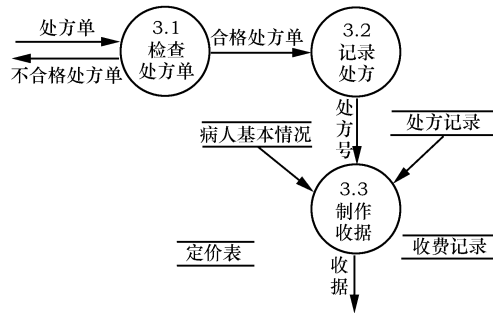 处方单
不合格处方单
3.1
检查
处方单
合格处方单
3.2
记录
处方
处方号
病人基本情况
处方记录
3.3
制作
收据
定价表
收费记录
收据